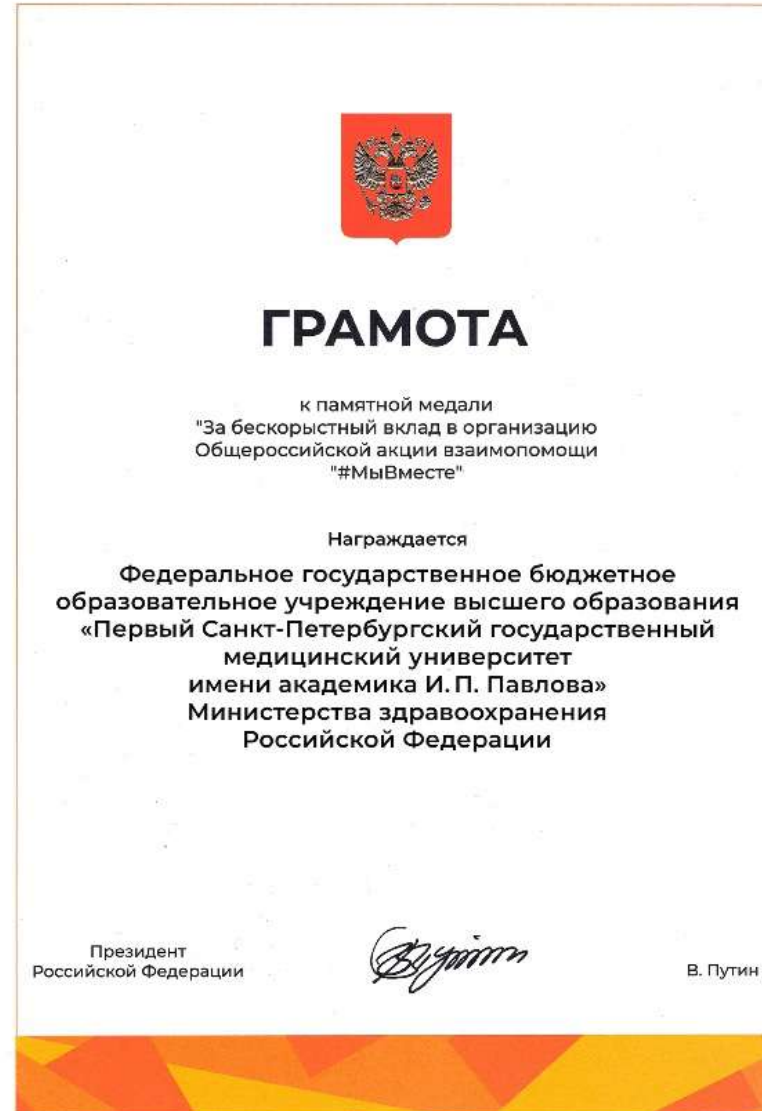 ГРАМОТА
к памятной медали
"За бескорыстный вклад в организацию
Общероссийской акции взаимопомощи
"#МыВместе"
Награждается
Федеральное государственное бюджетное
образовательное учреждение высшего образования
«Первый Санкт-Петербургский государственный
медицинский университет
имени академика И. П. Павлова»
Министерства здравоохранения
Российской Федерации
Президент
Российской Федерации
В. Путин